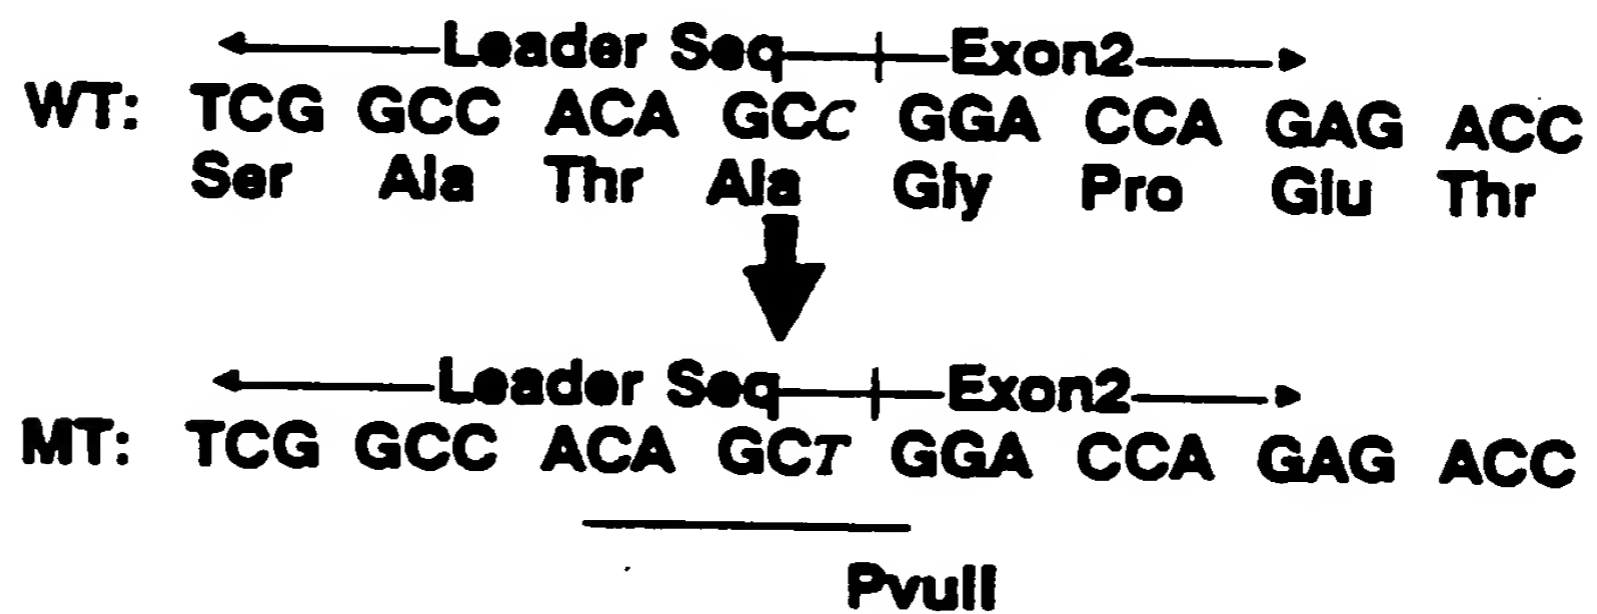 Leader Seq Exon2
WT: TCG GCC ACA GCC GGA CCA GAG ACC
Ser Ala Thr Ala Gly Pro Glu Thr
Leader Seq Exon2
MT: TCG GCC ACA GCT GGA CCA GAG ACC
PvuII